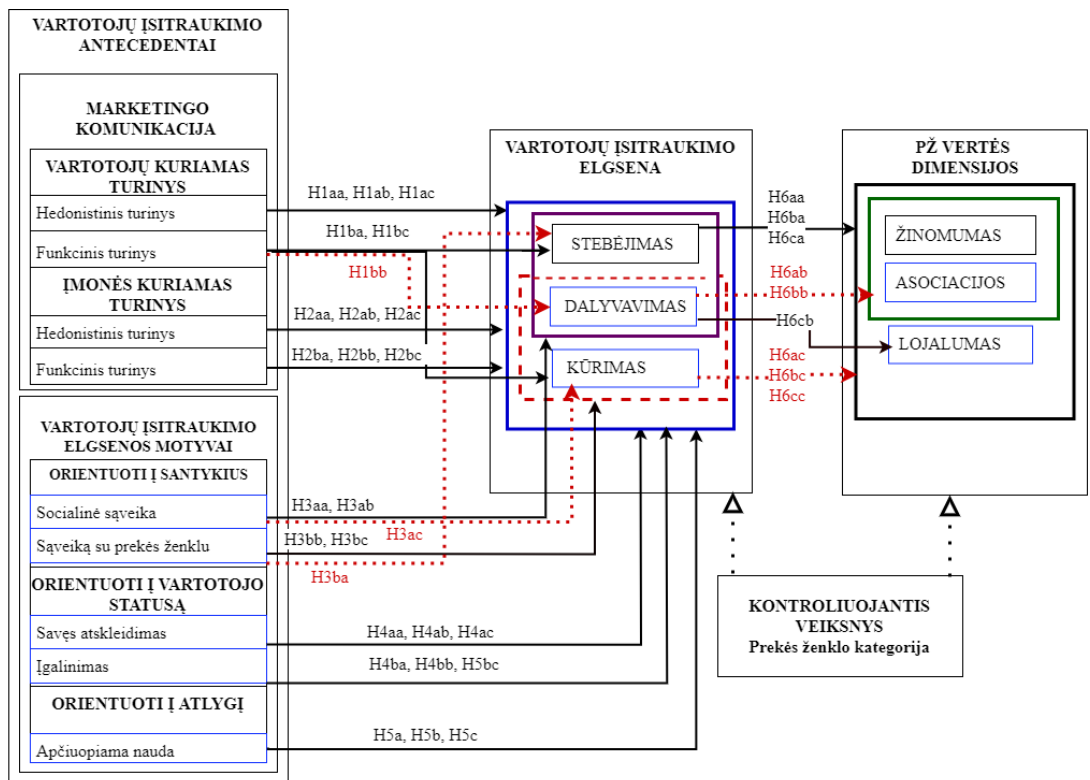 VARTOTOJŲ ĮSITRAUKIMO
ANTECEDENTAI
MARKETINGO
KOMUNIKACIJA
VARTOTOJŲ KURIAMAS
TURINYS
Hedonistinis turinys
Funkcinis turinys
ĮMONĖS KURIAMAS
TURINYS
Hedonistinis turinys
Funkcinis turinys
VARTOTOJŲ ĮSITRAUKIMO
ELGSENOS MOTYVAI
ORIENTUOTI Į SANTYKIUS
Socialinė sąveika
Sąveiką su prekės ženklu
ORIENTUOTI Į VARTOTOJO
STATUSĄ
Savęs atskleidimas
Įgalinimas
ORIENTUOTI Į ATLYGĮ
Apčiuopiama nauda
H1aa, H1ab, H1ac
H1ba, H1bc
H1bb
H2aa, H2ab, H2ac
H2ba, H2bb, H2bc
H3aa, H3ab
H3ac
H3bb, H3bc
H3ba
H4aa, H4ab, H4ac
H4ba, H4bb, H5bc
H5a, H5b, H5c
VARTOTOJŲ ĮSITRAUKIMO
ELGSENA
STEBĖJIMAS
DALYVAVIMAS
KŪRIMAS
H6aa
H6ba
H6ca
H6ab
H6bb
H6cb
H6ac
H6bc
H6cc
PŽ VERTĖS
DIMENSIJOS
ŽINOMUMAS
ASOCIACIJOS
LOJALUMAS
KONTROLIUOJANTIS
VEIKSNYS
Prekės ženklo kategorija